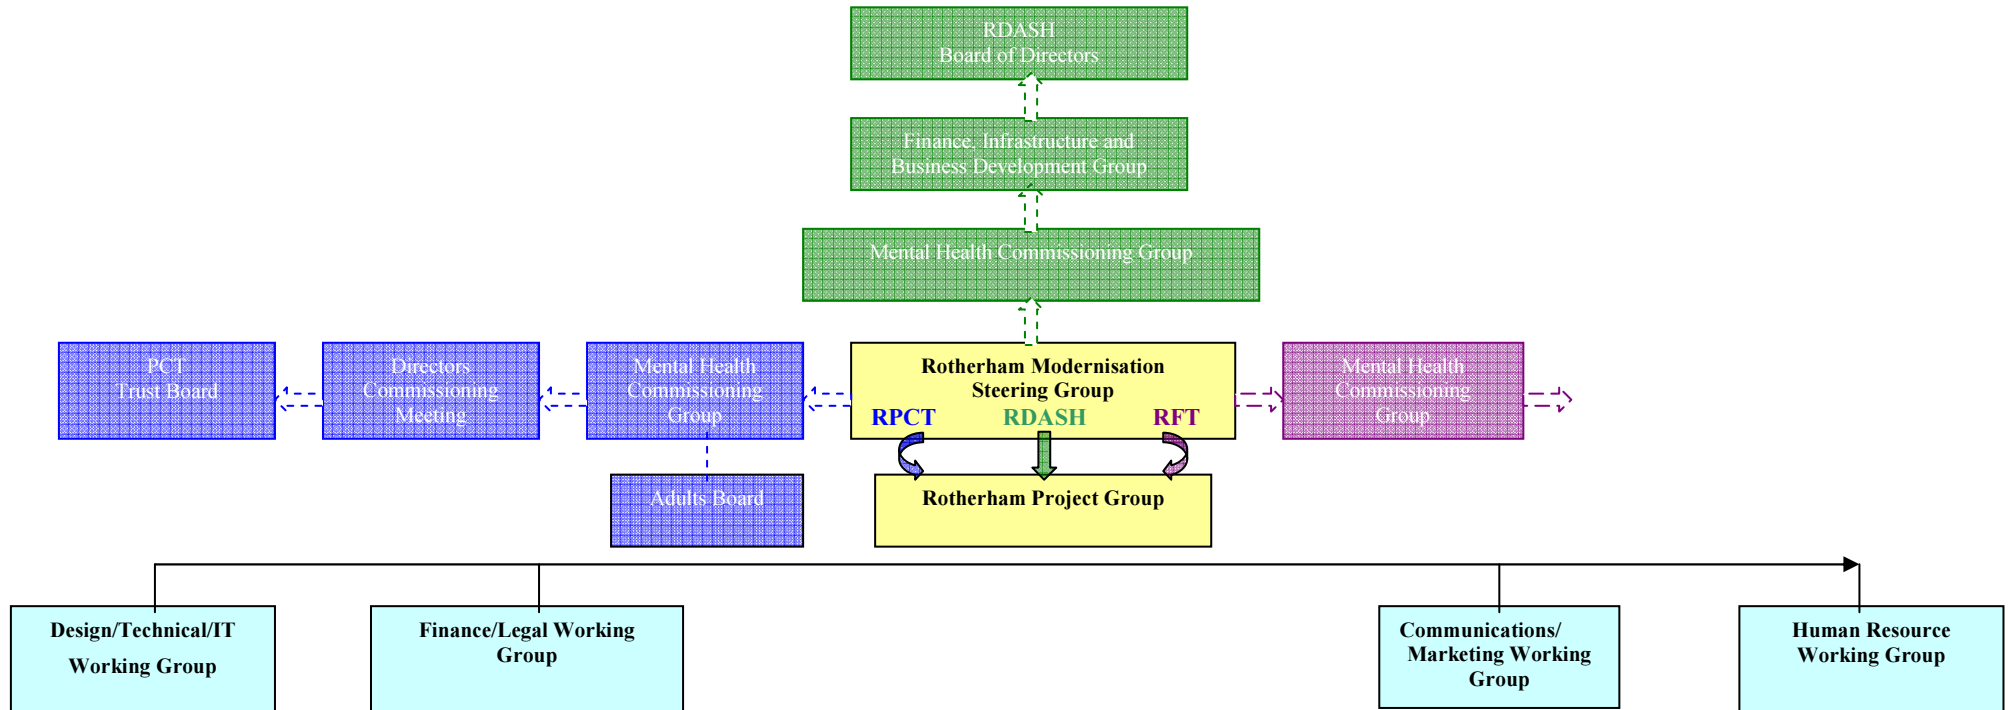 RDASH
Board of Directors
Finance, Infrastructure and
Business Development Group
Mental Health Commissioning Group
PCT
Trust Board
Directors
Commissioning
Meeting
Mental Health
Commissioning
Group
Rotherham Modernisation
Steering Group
RPCT RDASH RFT
Mental Health
Commissioning
Group
Adults Board
Rotherham Project Group
Design/Technical/IT
Working Group
Finance/Legal Working
Group
Communications/
Marketing Working
Group
Human Resource
Working Group